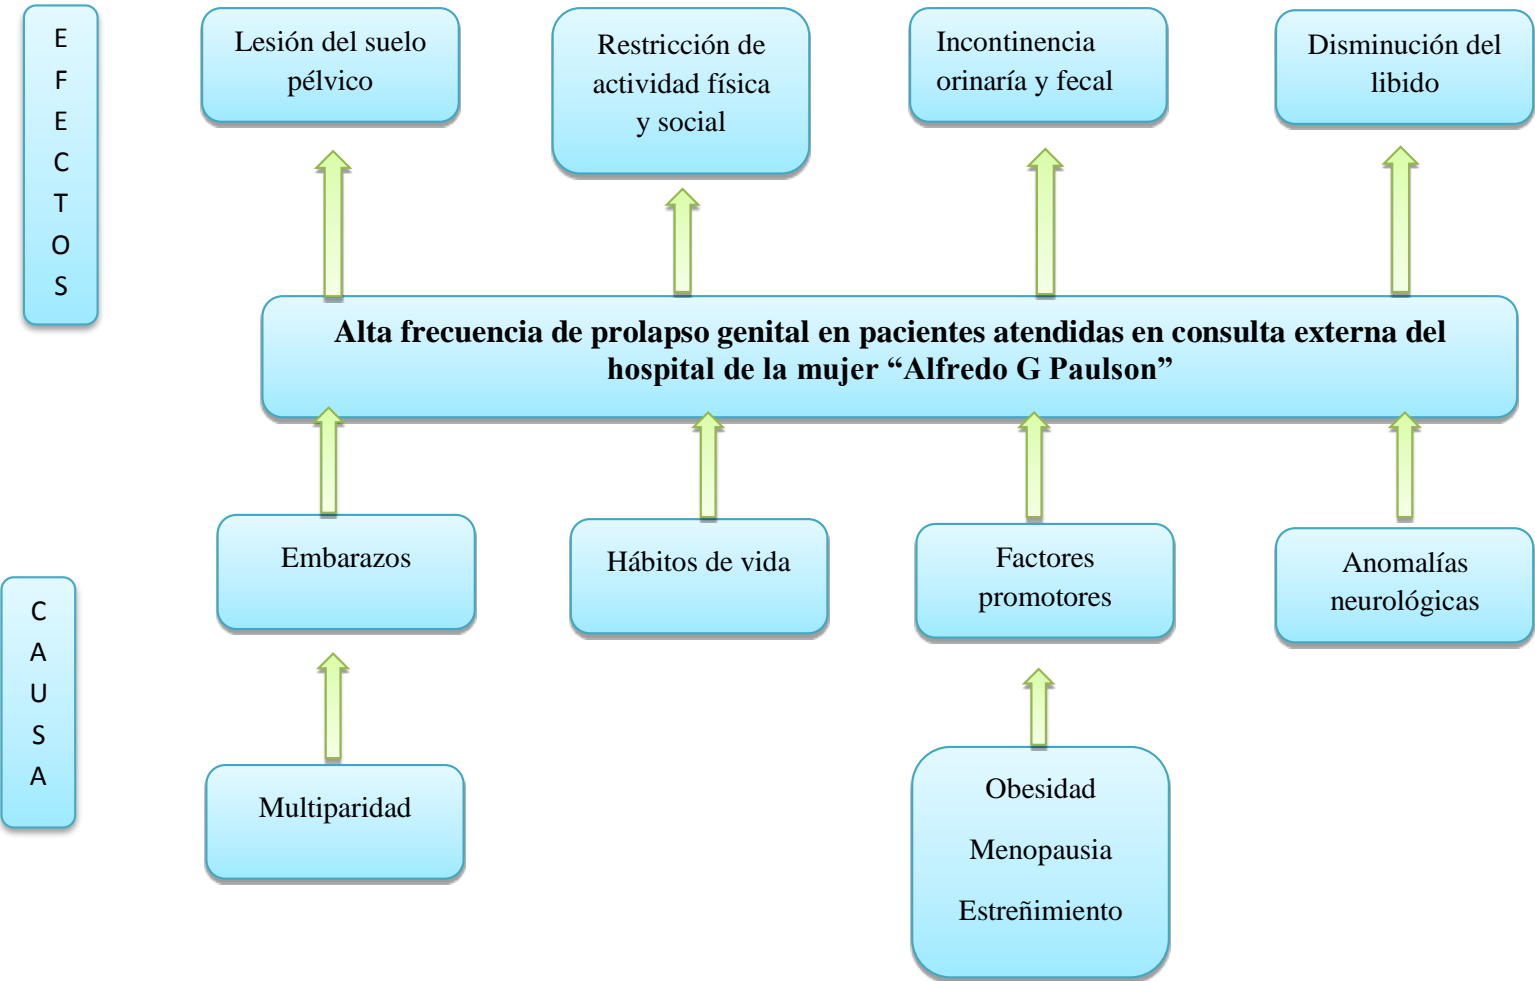 E
F
E
C
T
O
S
Lesión del suelo
pélvico
Restricción de
actividad física
y social
Incontinencia
orinaría y fecal
Disminución del
libido
Alta frecuencia de prolapso genital en pacientes atendidas en consulta externa del
hospital de la mujer “Alfredo G Paulson”
C
A
U
S
A
Embarazos
Hábitos de vida
Factores
promotores
Anomalías
neurológicas
Multiparidad
Obesidad
Menopausia
Estreñimiento